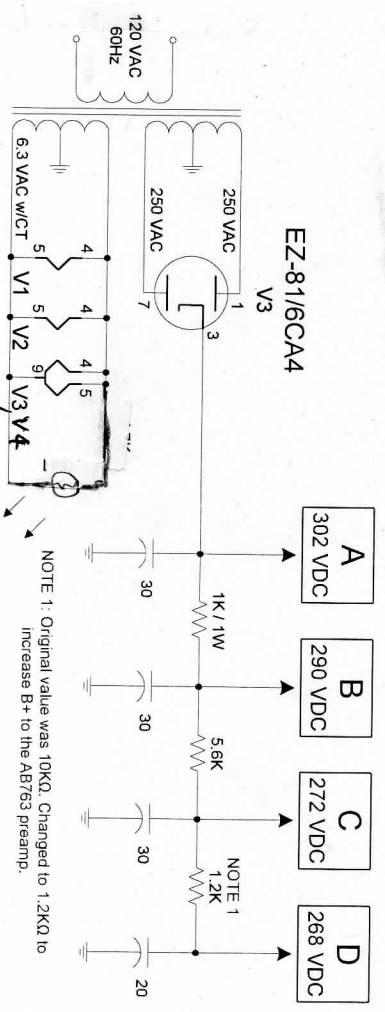 120 VAC
60Hz
EZ-81/6CA4
V3
250 VAC
1
3
250 VAC
7
6.3 VAC w/CT
4
5
V1
4
5
V2
4
5
9
V3
V4
A
302 VDC
B
290 VDC
C
272 VDC
D
268 VDC
1K / 1W
5.6K
NOTE 1
1.2K
30
30
30
20
NOTE 1: Original value was 10KΩ. Changed to 1.2KΩ to
increase B+ to the AB763 preamp.